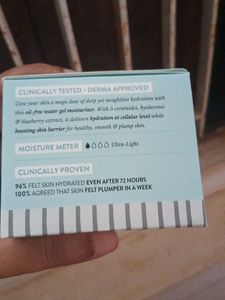 CLINICALLY TESTED • DERMA APPROVED
Give your skin a mega dose of deep yet weightless hydration with
this oil-free water gel moisturizer. With 5 ceramides, hyaluronic
& blueberry extract, it delivers hydration at cellular level while
boosting skin barrier for healthy, smooth & plump skin.
MOISTURE METER Ultra-Light
CLINICALLY PROVEN
96% FELT SKIN HYDRATED EVEN AFTER 72 HOURS
100% AGREED THAT SKIN FELT PLUMPER IN A WEEK